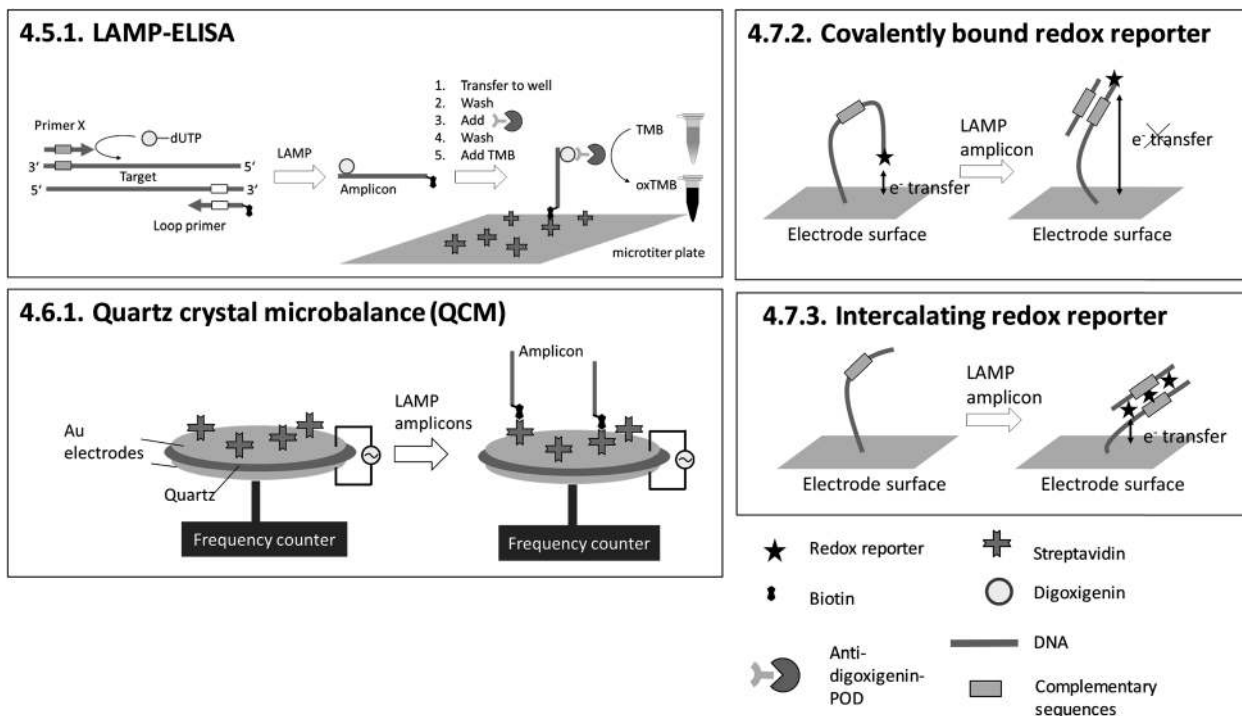 4.5.1. LAMP-ELISA
1. Transfer to well
2. Wash
3. Add
4. Wash
5. Add TMB
Primer X
dUTP
3’
5’
Target
5’
3’
Loop primer
LAMP
Amplicon
TMB
oxTMB
microtiter plate
4.6.1. Quartz crystal microbalance (QCM)
Au
electrodes
Quartz
Frequency counter
LAMP
amplicons
Amplicon
Frequency counter
4.7.2. Covalently bound redox reporter
e- transfer
Electrode surface
LAMP
amplicon
e- transfer
Electrode surface
4.7.3. Intercalating redox reporter
Electrode surface
LAMP
amplicon
e- transfer
Electrode surface
Redox reporter
Streptavidin
Biotin
Digoxigenin
Anti-
digoxigenin-
POD
DNA
Complementary
sequences